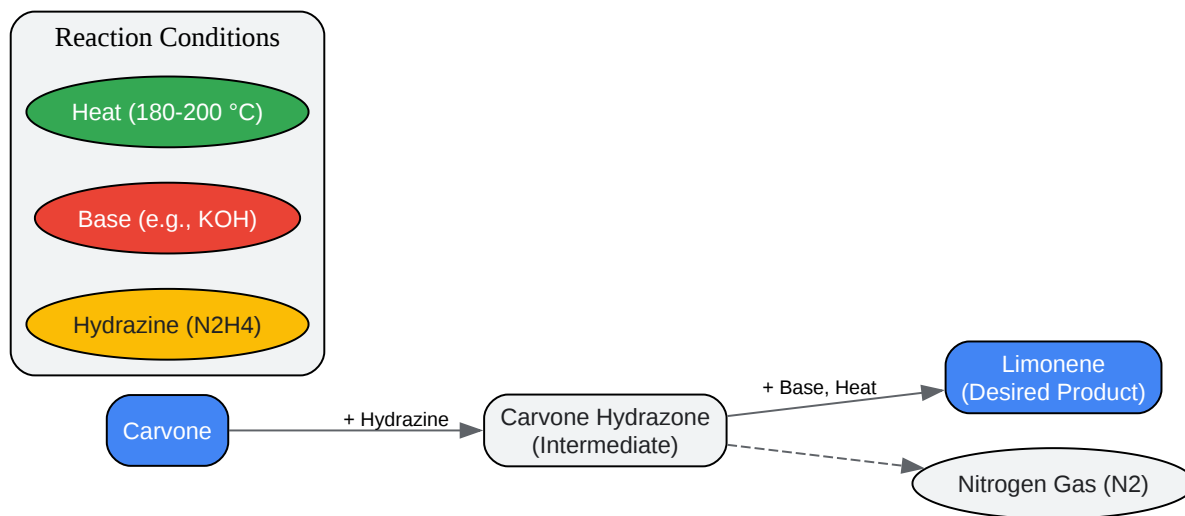 Reaction Conditions
Heat (180-200 °C)
Base (e.g., KOH)
Hydrazine (N2H4)
Carvone
+ Hydrazine
Carvone Hydrazone
(Intermediate)
+ Base, Heat
Limonene
(Desired Product)
Nitrogen Gas (N2)